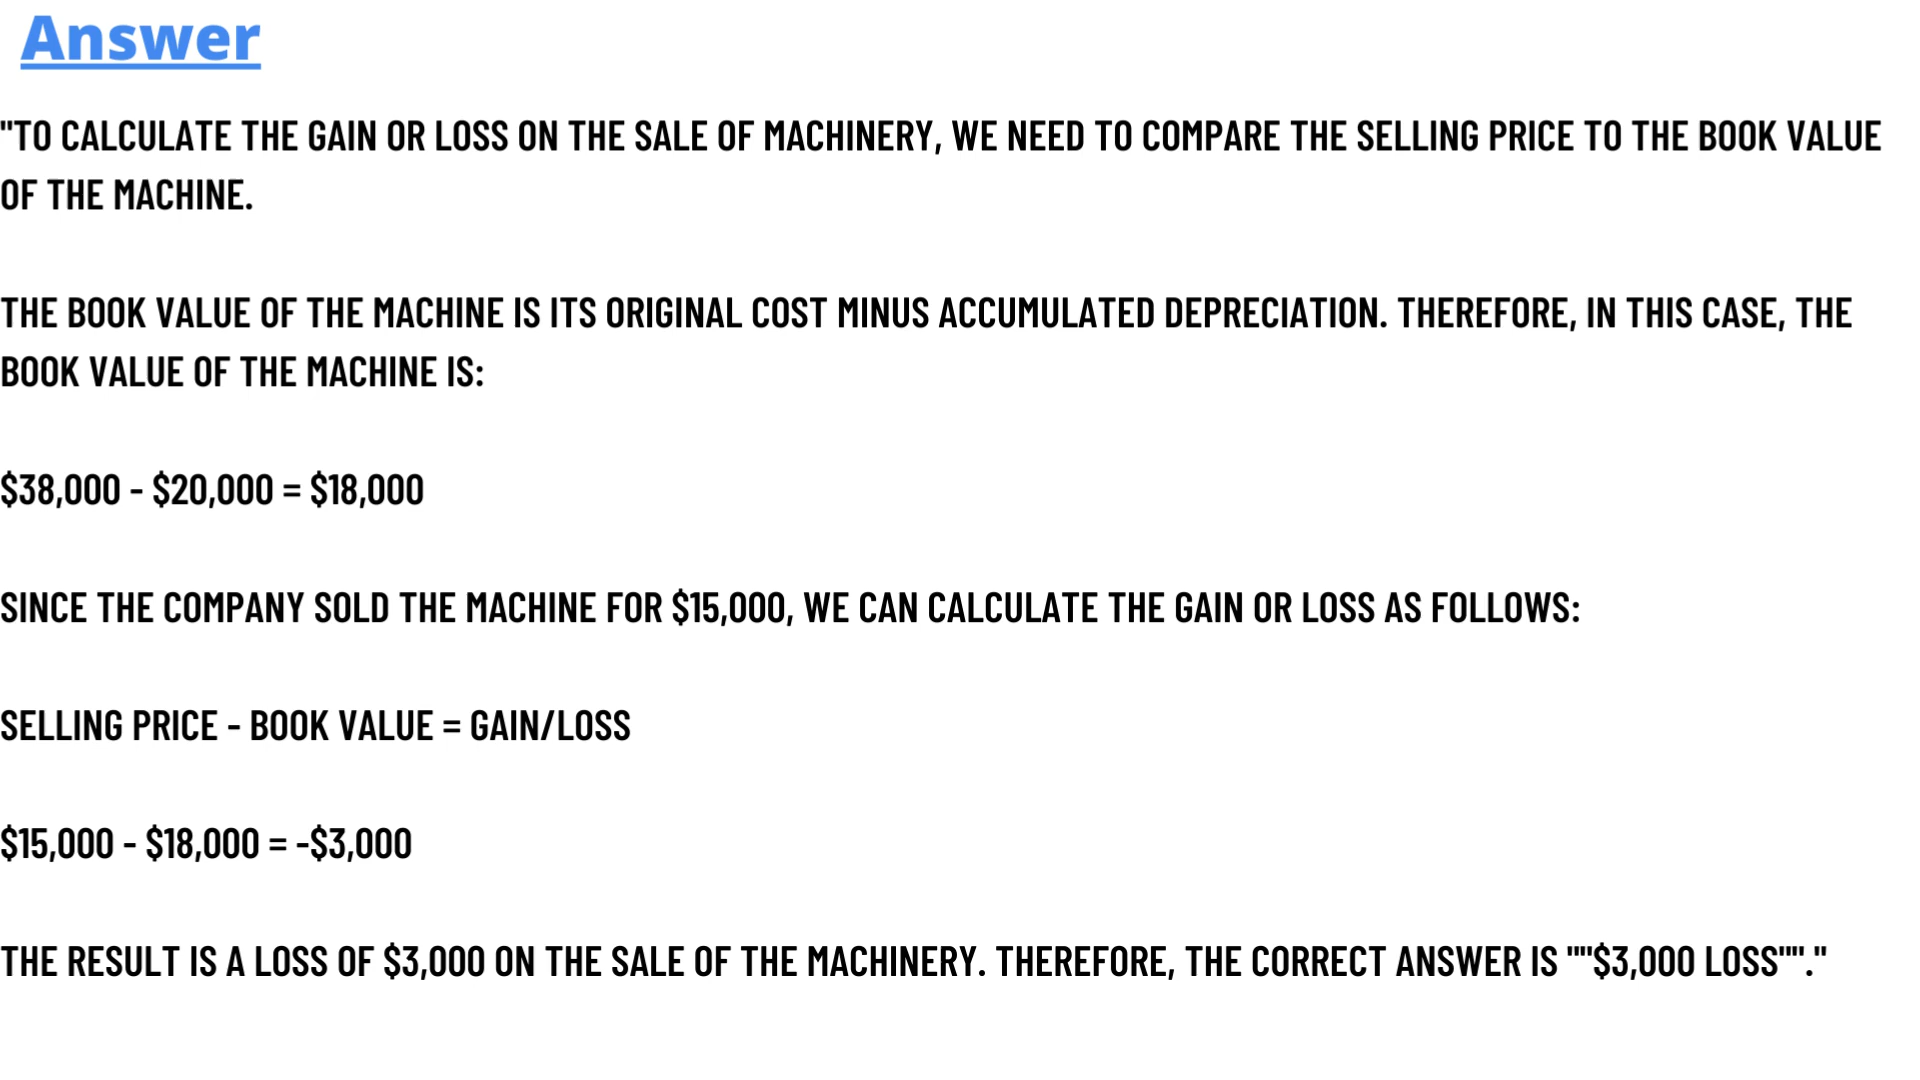 Answer
"TO CALCULATE THE GAIN OR LOSS ON THE SALE OF MACHINERY, WE NEED TO COMPARE THE SELLING PRICE TO THE BOOK VALUE
OF THE MACHINE.
THE BOOK VALUE OF THE MACHINE IS ITS ORIGINAL COST MINUS ACCUMULATED DEPRECIATION. THEREFORE, IN THIS CASE, THE
BOOK VALUE OF THE MACHINE IS:
$38,000 - $20,000 = $18,000
SINCE THE COMPANY SOLD THE MACHINE FOR $15,000, WE CAN CALCULATE THE GAIN OR LOSS AS FOLLOWS:
SELLING PRICE - BOOK VALUE = GAIN/LOSS
$15,000 - $18,000 = -$3,000
THE RESULT IS A LOSS OF $3,000 ON THE SALE OF THE MACHINERY. THEREFORE, THE CORRECT ANSWER IS ""$3,000 LOSS""."